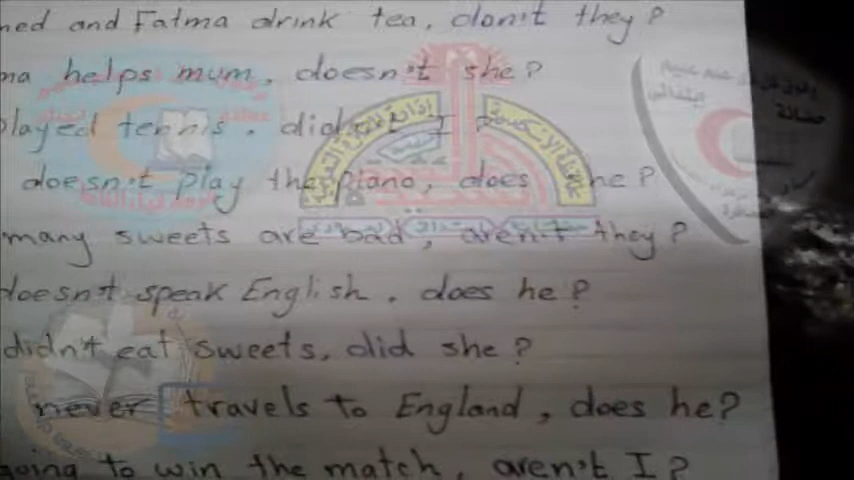 ned and Fatma drink tea, don't they?
ma helps mum, doesn't she?
played tennis. didn't I?
doesn't play the piano, does he?
many sweets are bad, aren't they?
doesn't speak English. does he?
didn't eat sweets, did she?
never travels to England, does he?
going to win the match, aren't I?